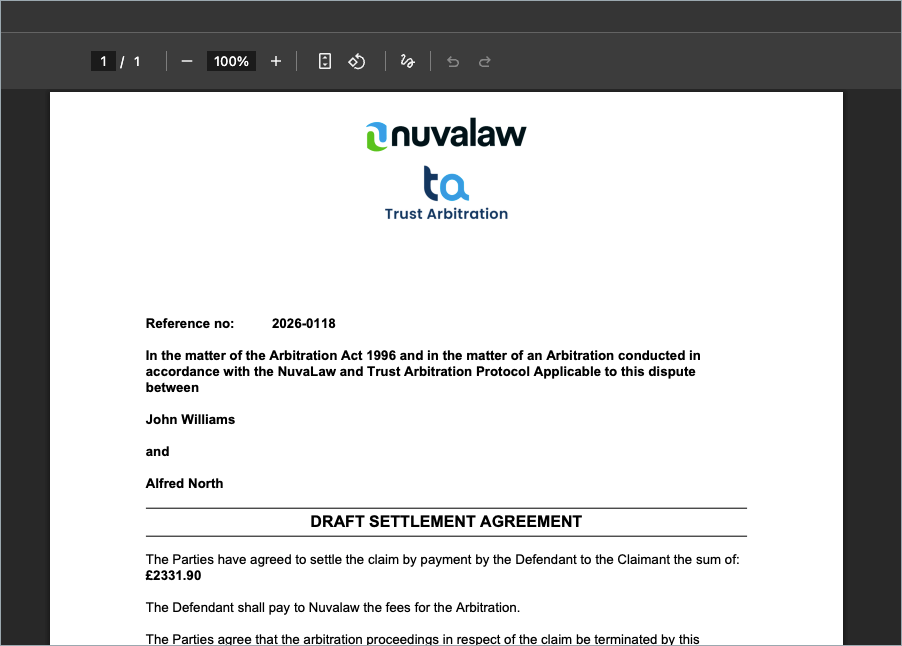 1 / 1 — 100% +
nuvalaw
ta
Trust Arbitration
Reference no: 2026-0118
In the matter of the Arbitration Act 1996 and in the matter of an Arbitration conducted in
accordance with the NuvaLaw and Trust Arbitration Protocol Applicable to this dispute
between
John Williams
and
Alfred North
DRAFT SETTLEMENT AGREEMENT
The Parties have agreed to settle the claim by payment by the Defendant to the Claimant the sum of:
£2331.90
The Defendant shall pay to Nuvalaw the fees for the Arbitration.
The Parties agree that the arbitration proceedings in respect of the claim be terminated by this